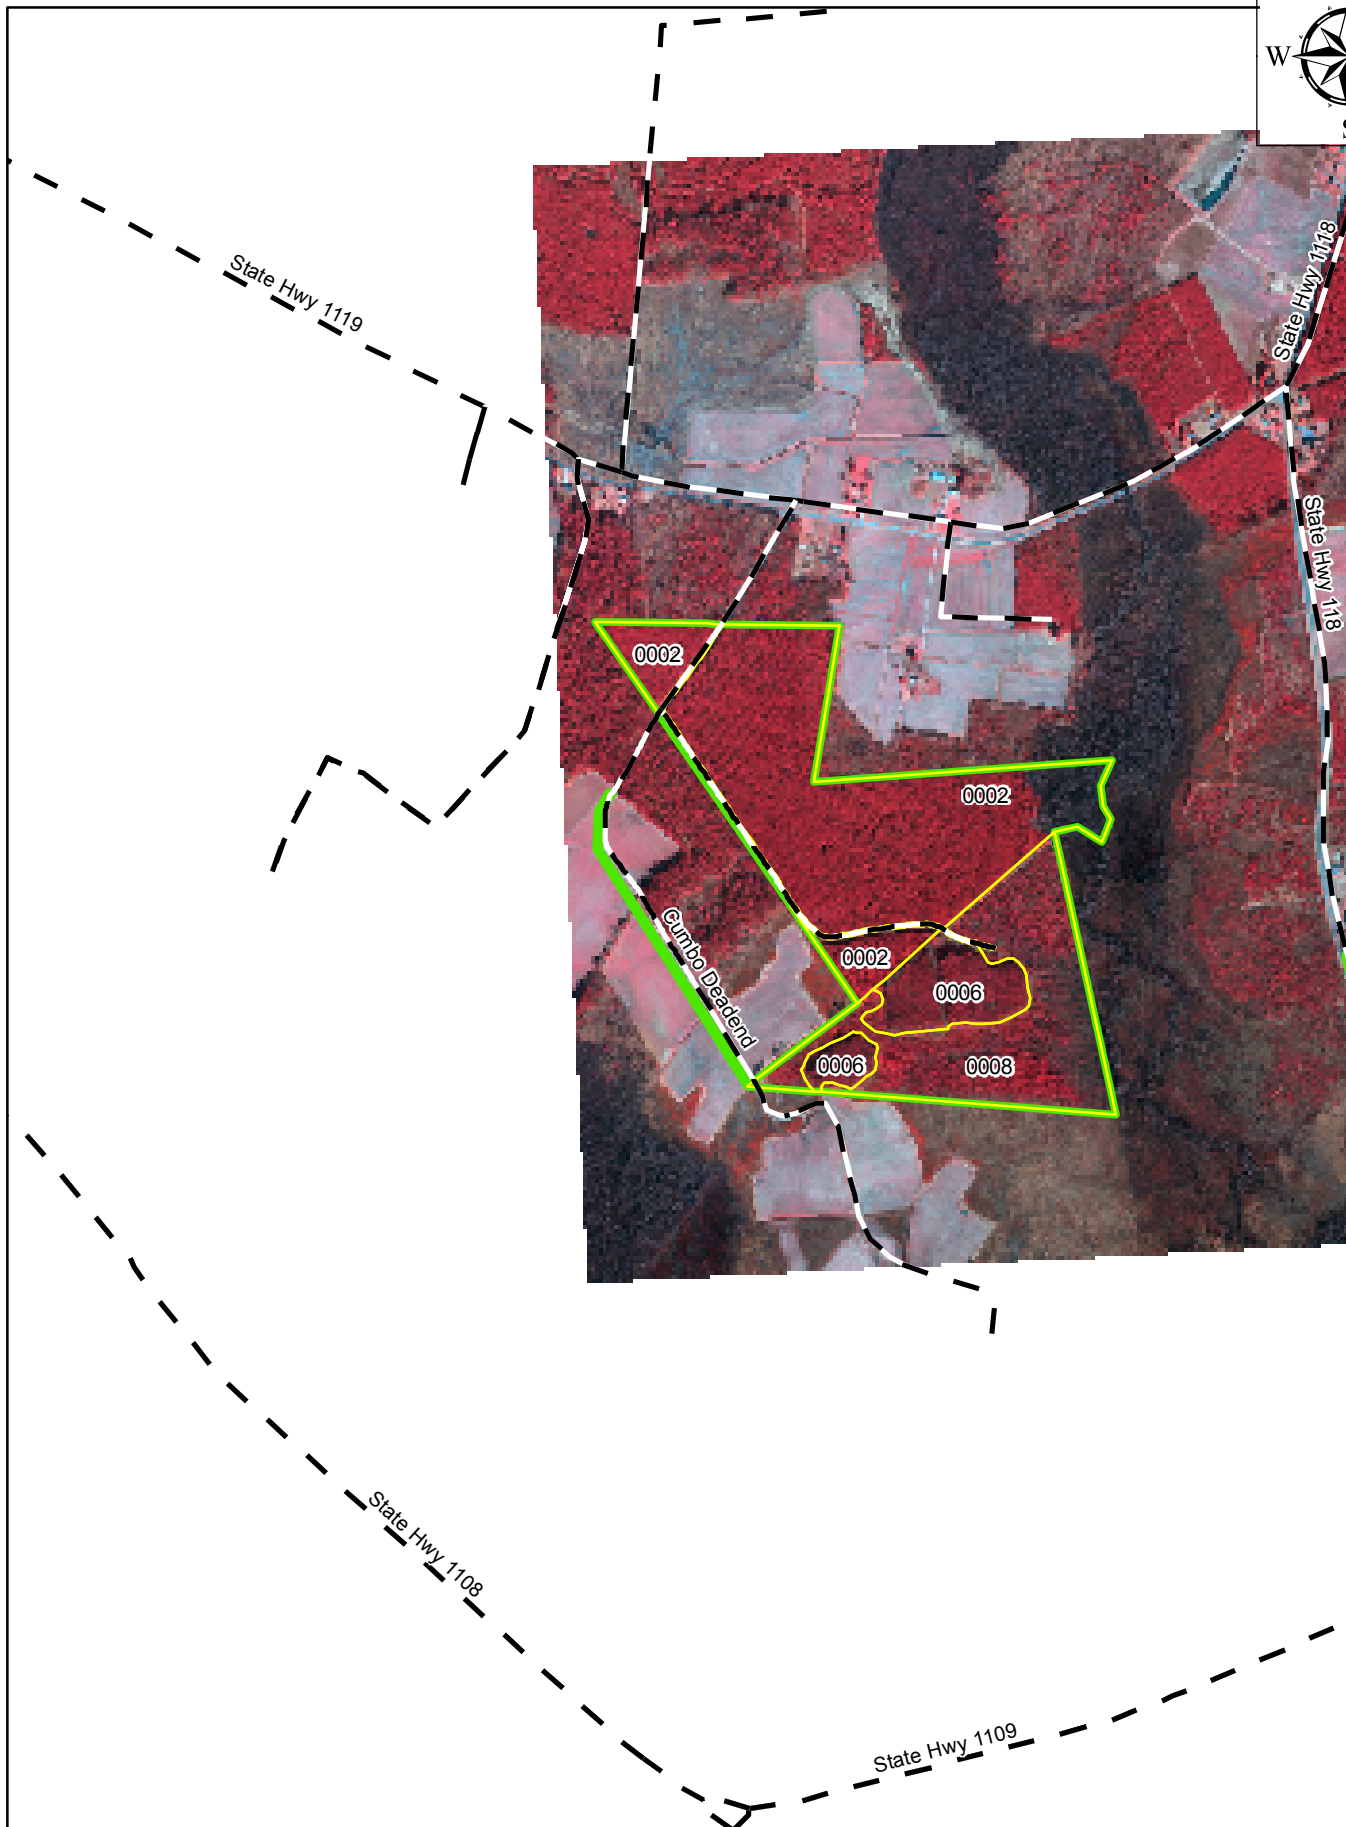 W
S
State Hwy 1118
State Hwy 1119
State Hwy 118
0002
0002
Cumbo Deadend
0002
0006
0006
0008
State Hwy 1108
State Hwy 1109